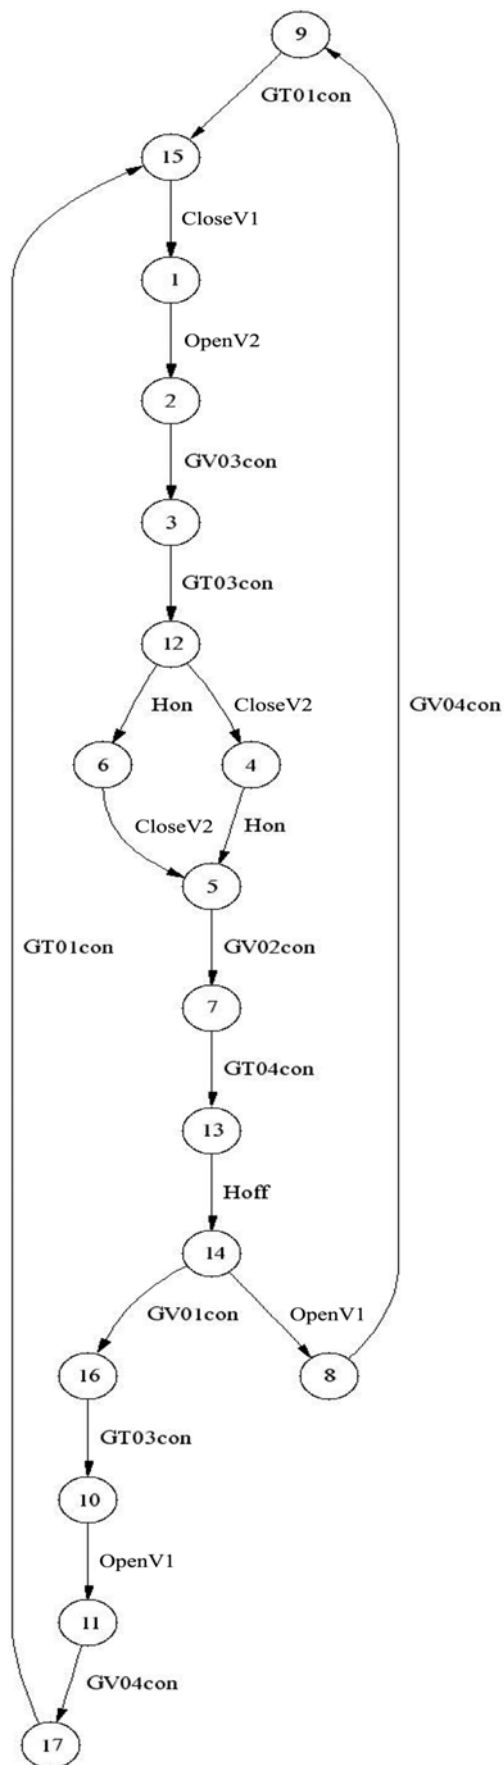 9
GT01con
15
CloseV1
1
OpenV2
2
GV03con
3
GT03con
12
Hon
CloseV2
GV04con
6
4
CloseV2
Hon
5
GT01con
GV02con
7
GT04con
13
Hoff
14
GV01con
OpenV1
16
8
GT03con
10
OpenV1
11
GV04con
17